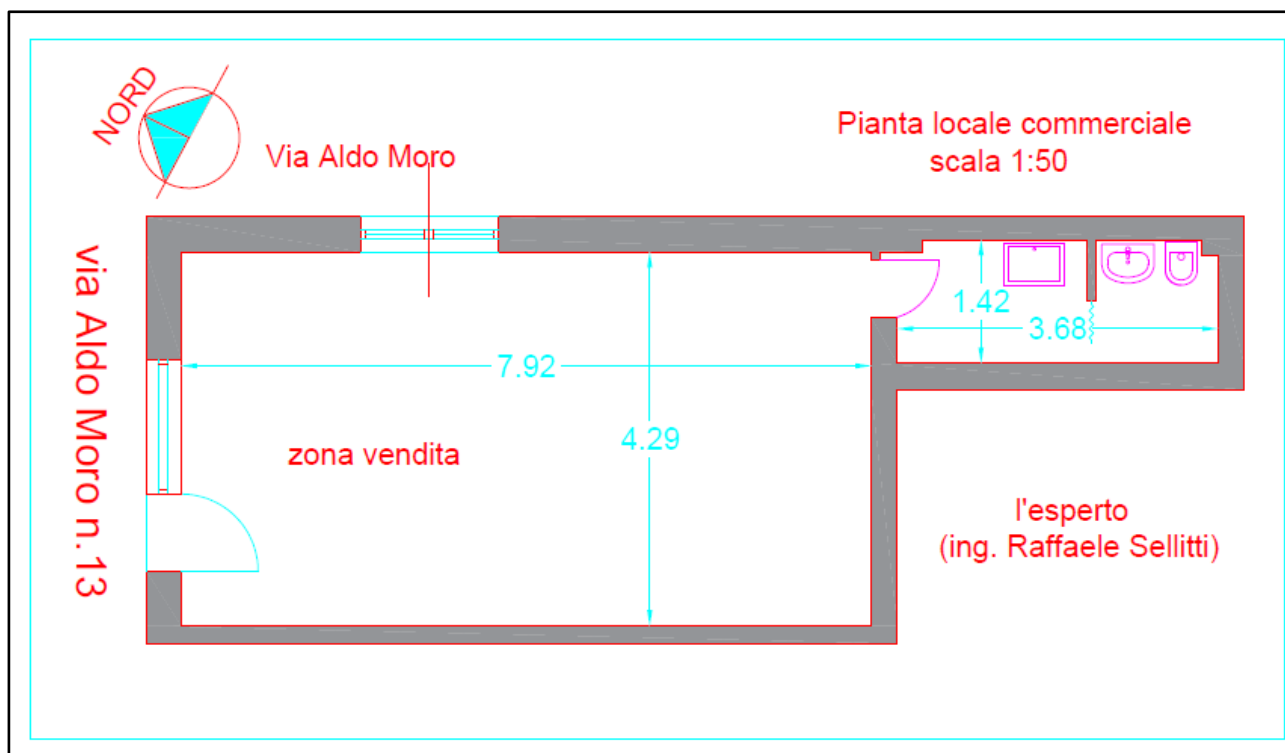 NORD
Via Aldo Moro
Pianta locale commerciale
scala 1:50
via Aldo Moro n.13
1.42
3.68
7.92
4.29
zona vendita
l'esperto
(ing. Raffaele Sellitti)